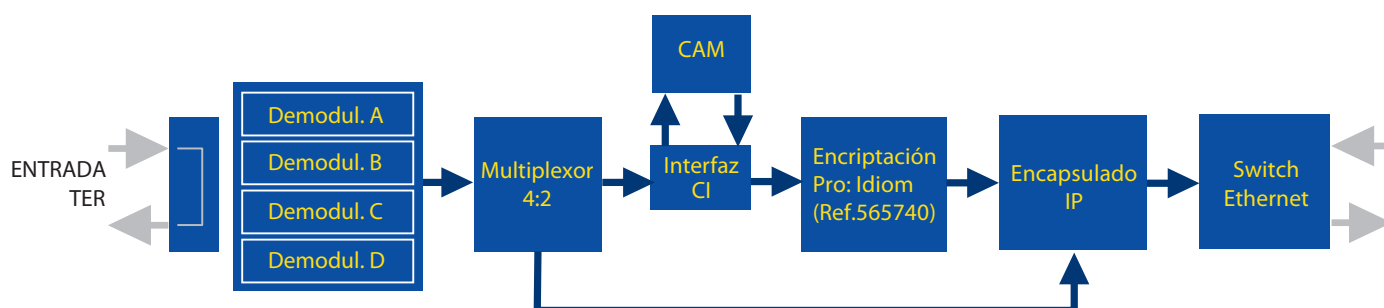 CAM
ENTRADA
TER
Demodul. A
Demodul. B
Demodul. C
Demodul. D
Multiplexor
4:2
Interfaz
CI
Encriptación
Pro: Idiom
(Ref.565740)
Encapsulado
IP
Switch
Ethernet